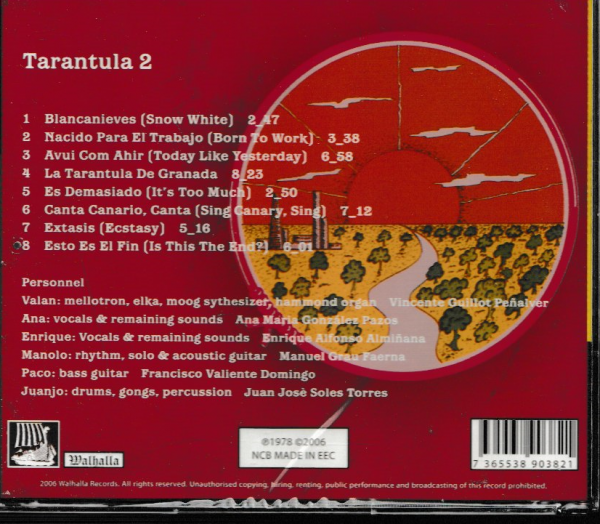 Tarantula 2
1 Blancanieves (Snow White) 2_47
2 Nacido Para El Trabajo (Born To Work) 3_38
3 Avui Com Ahir (Today Like Yesterday) 6_58
4 La Tarantula De Granada 8_23
5 Es Demasiado (It's Too Much) 2_50
6 Canta Canario, Canta (Sing Canary, Sing) 7_12
7 Extasis (Ecstasy) 5_16
8 Esto Es El Fin (Is This The End?) 6_01
Personnel
Valan: mellotron, elka, moog sythesizer, hammond organ Vincente Guillot Peñalver
Ana: vocals & remaining sounds Ana Maria González Pazos
Enrique: Vocals & remaining sounds Enrique Alfonso Almiñana
Manolo: rhythm, solo & acoustic guitar Manuel Grau Faerna
Paco: bass guitar Francisco Valiente Domingo
Juanjo: drums, gongs, percussion Juan Josè Soles Torres
Walhalla
℗1978 ©2006
NCB MADE IN EEC
7 365538 903821
2006 Walhalla Records. All rights reserved. Unauthorised copying, hiring, renting, public performance and broadcasting of this record prohibited.